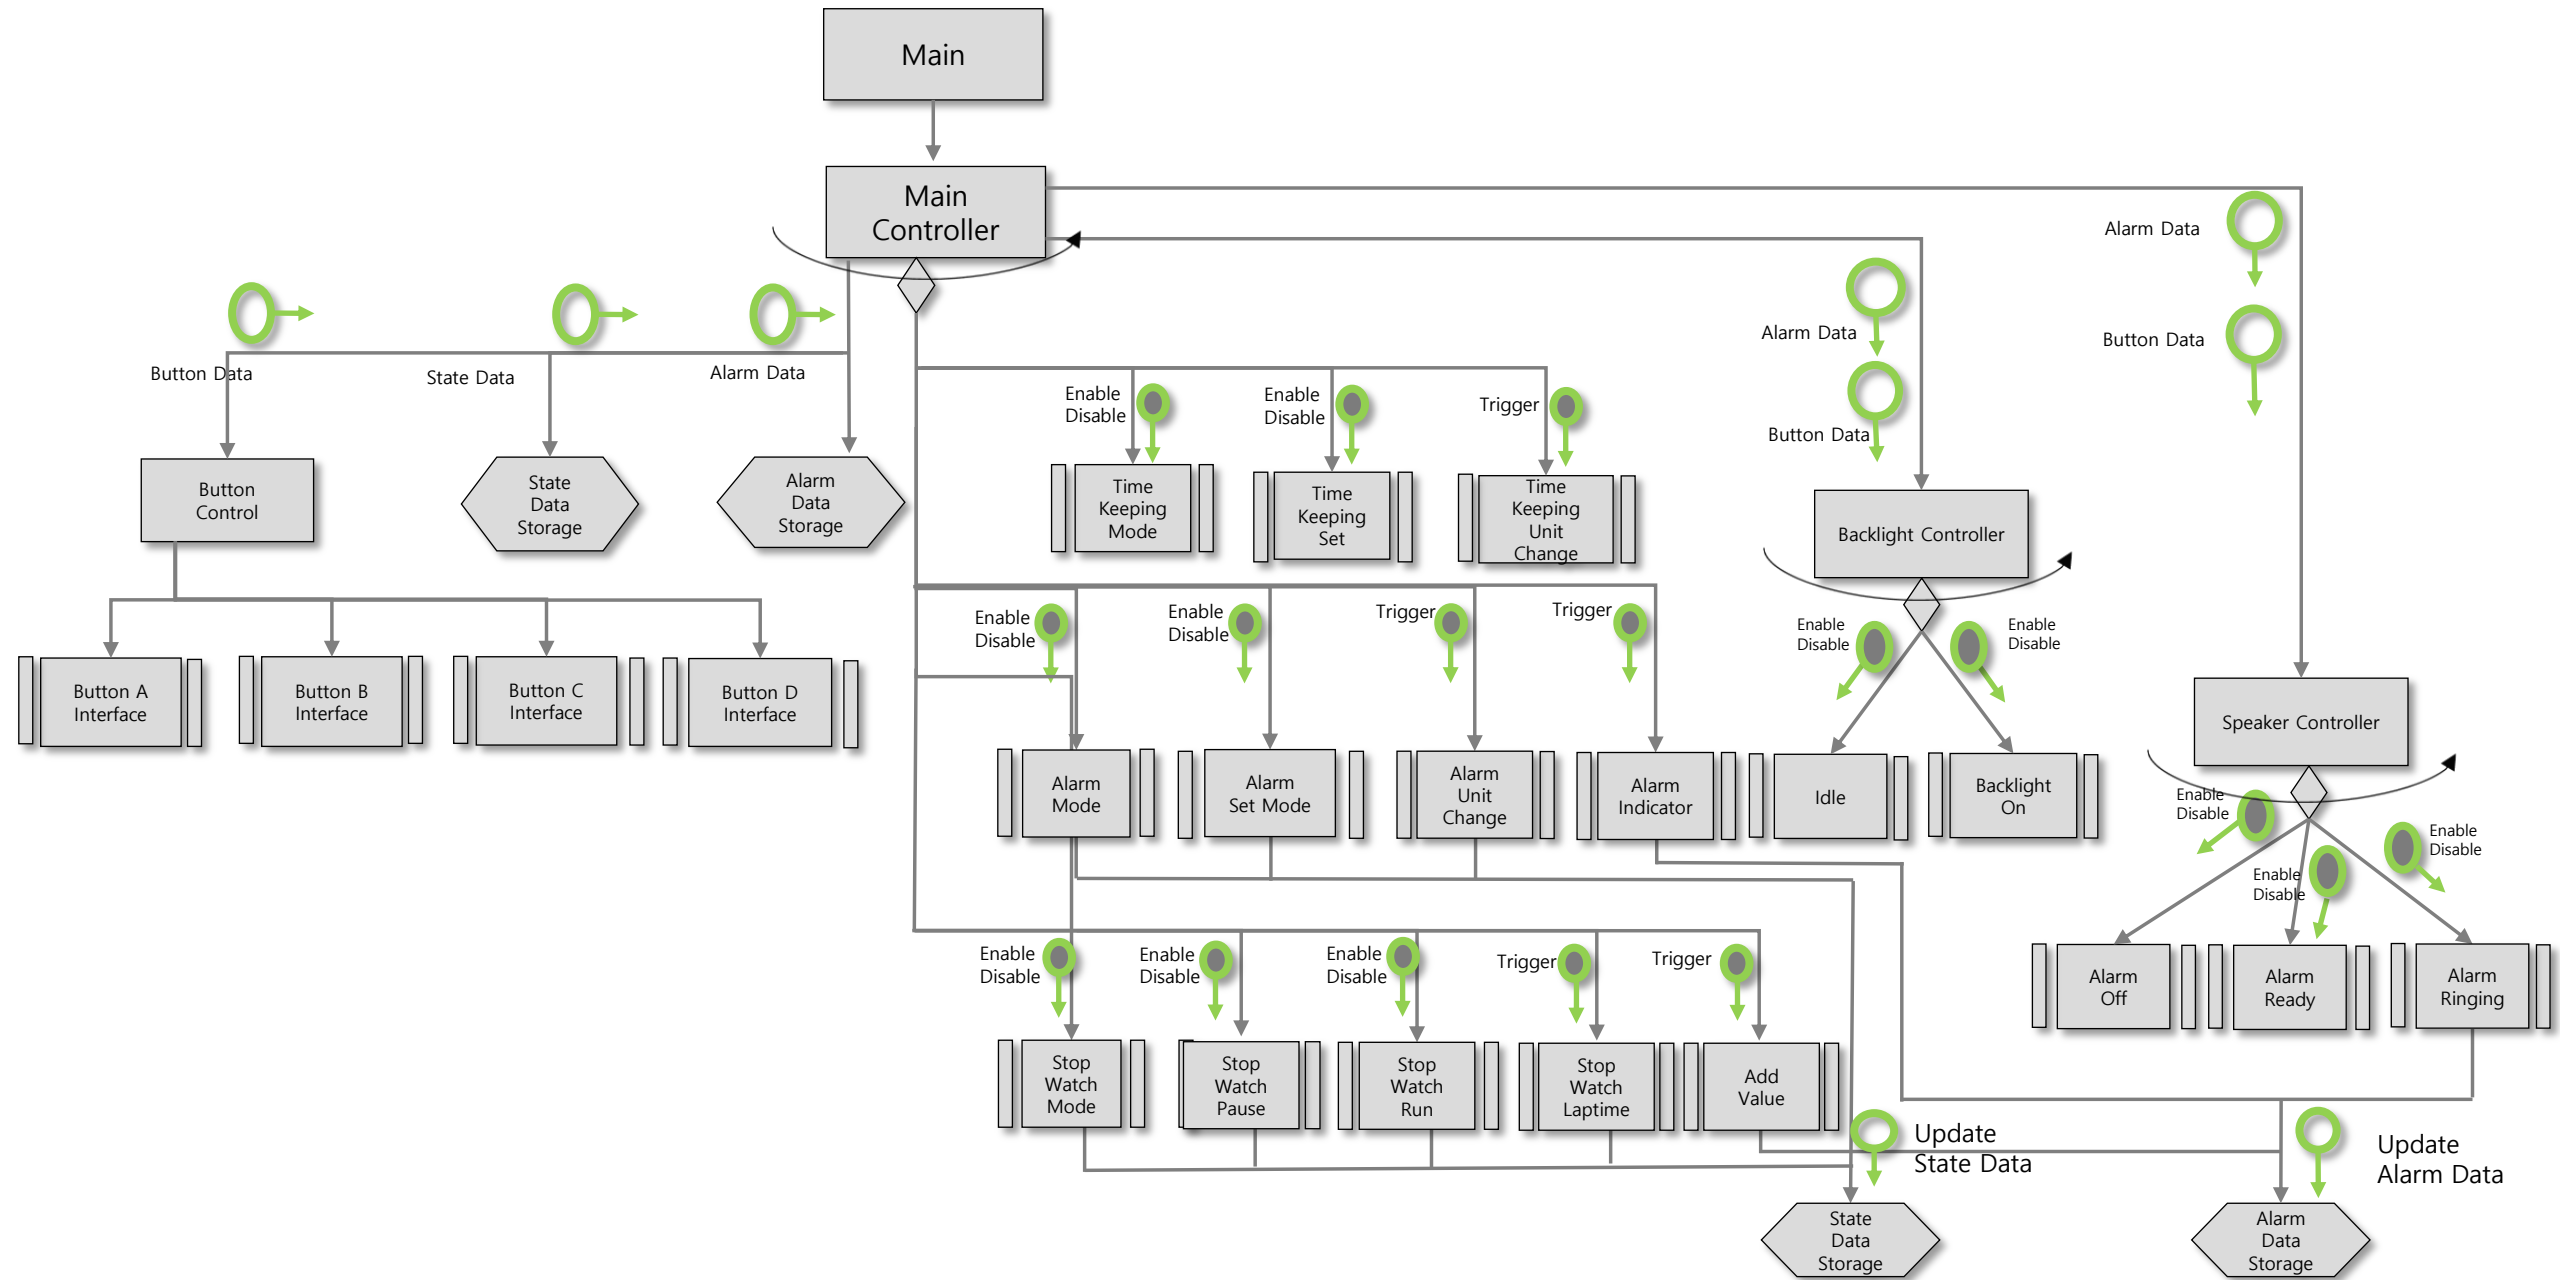 Main
Main
Controller
Alarm Data
Button Data
Alarm Data
Button Data
Button Data
State Data
Alarm Data
Enable
Disable
Enable
Disable
Trigger
Button
Control
State
Data
Storage
Alarm
Data
Storage
Time
Keeping
Mode
Time
Keeping
Set
Time
Keeping
Unit
Change
Backlight Controller
Enable
Disable
Enable
Disable
Trigger
Trigger
Enable
Disable
Enable
Disable
Button A
Interface
Button B
Interface
Button C
Interface
Button D
Interface
Speaker Controller
Alarm
Mode
Alarm
Set Mode
Alarm
Unit
Change
Alarm
Indicator
Idle
Backlight
On
Enable
Disable
Enable
Disable
Enable
Disable
Enable
Disable
Enable
Disable
Enable
Disable
Trigger
Trigger
Alarm
Off
Alarm
Ready
Alarm
Ringing
Stop
Watch
Mode
Stop
Watch
Pause
Stop
Watch
Run
Stop
Watch
Laptime
Add
Value
Update
State Data
Update
Alarm Data
State
Data
Storage
Alarm
Data
Storage